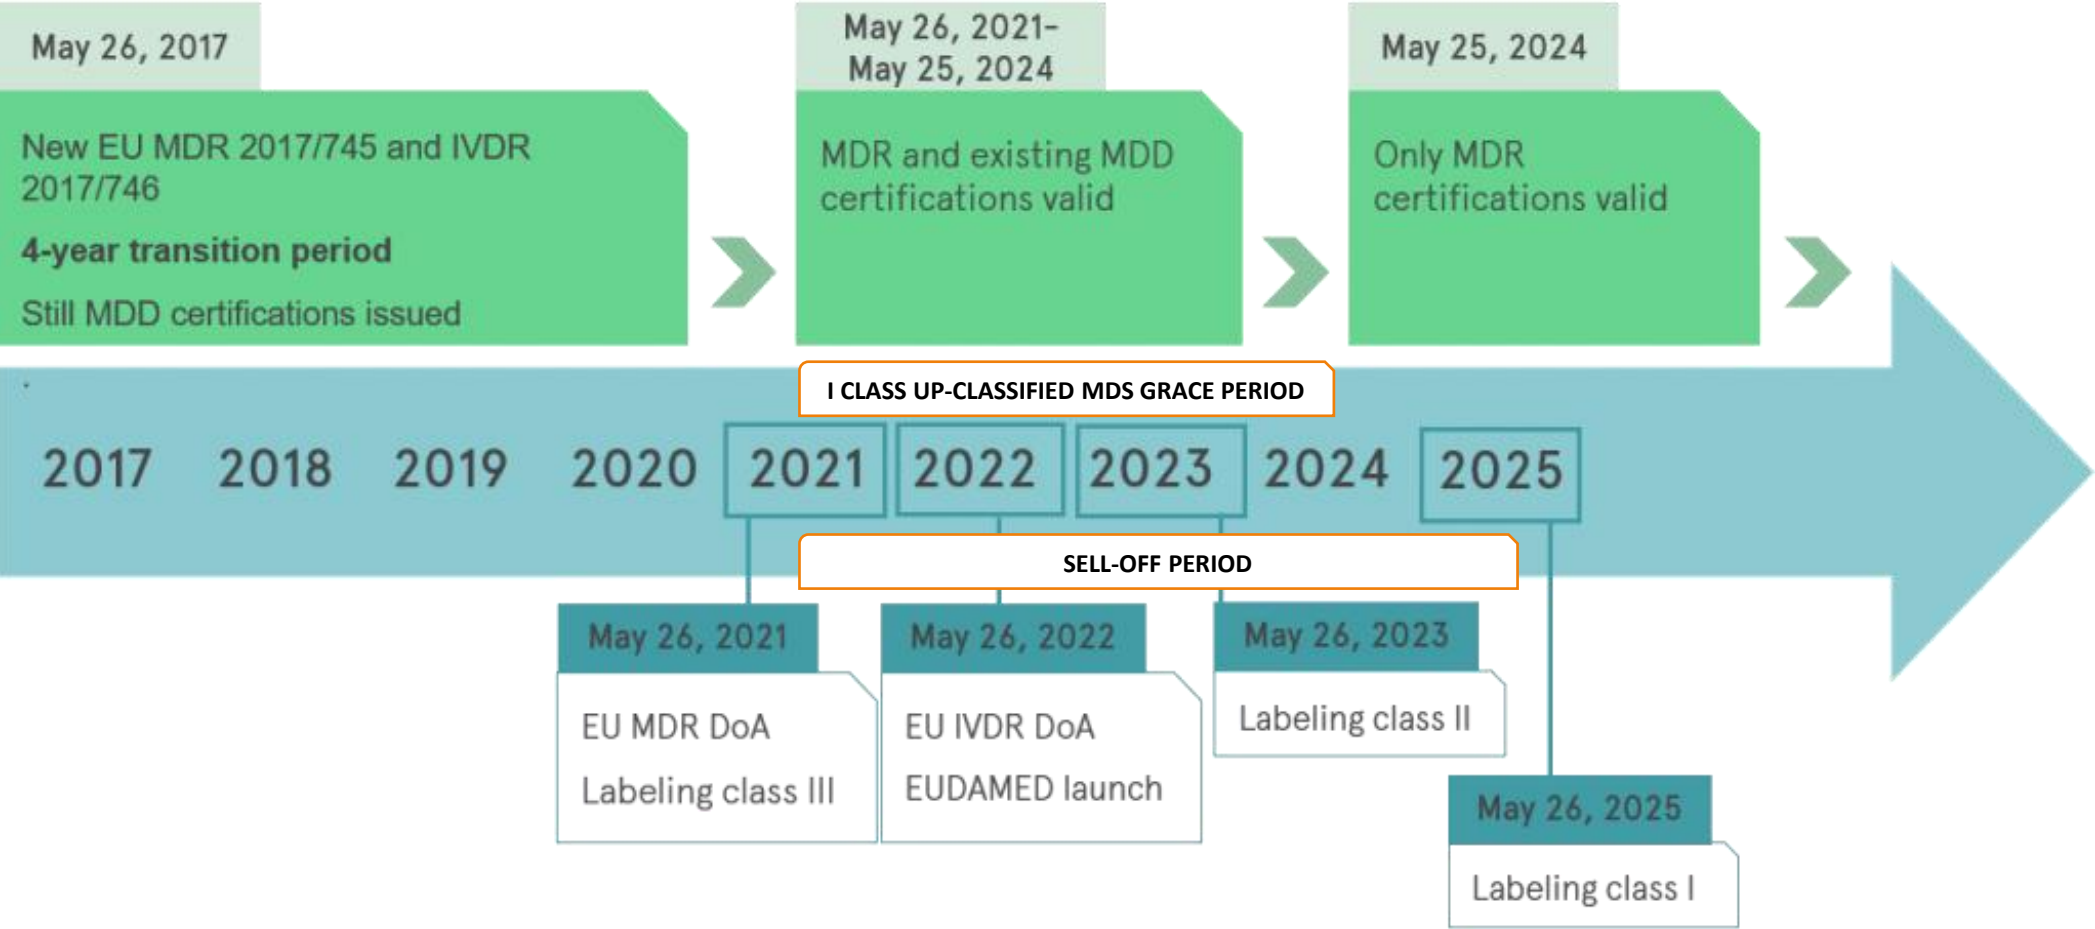 May 26, 2017
New EU MDR 2017/745 and IVDR
2017/746
4-year transition period
Still MDD certifications issued
May 26, 2021-
May 25, 2024
MDR and existing MDD
certifications valid
May 25, 2024
Only MDR
certifications valid
I CLASS UP-CLASSIFIED MDS GRACE PERIOD
2017 2018 2019 2020 2021 2022 2023 2024 2025
SELL-OFF PERIOD
May 26, 2021
EU MDR DoA
Labeling class III
May 26, 2022
EU IVDR DoA
EUDAMED launch
May 26, 2023
Labeling class II
May 26, 2025
Labeling class I